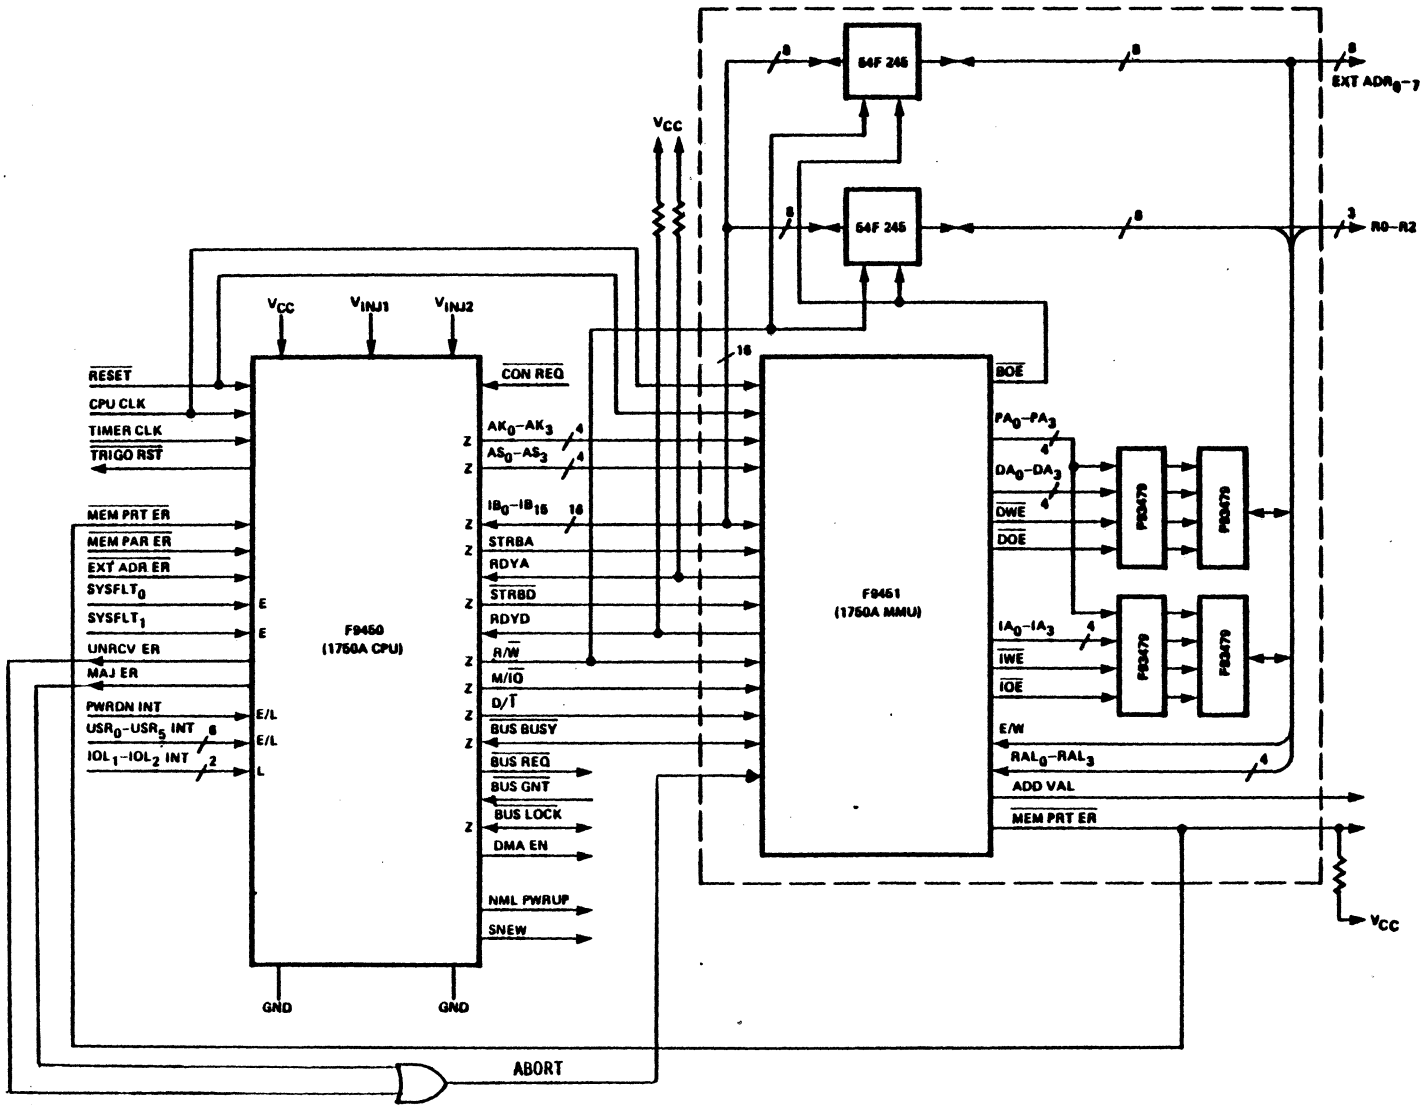 8
54F 245
8
8
EXT ADR0–7
VCC
8
54F 245
8
3
R0–R2
VCC
VINJ1
VINJ2
16
RESET
CON REQ
BOE
CPU CLK
TIMER CLK
Z
AK0–AK3
4
PA0–PA3
4
TRIGO RST
Z
AS0–AS3
4
DA0–DA3
4
MEM PRT ER
Z
IB0–IB15
16
DWE
MEM PAR ER
Z
STRBA
DOE
F93479
F93479
EXT ADR ER
RDYA
SYSFLT0
E
Z
STRBD
F9451
(1750A MMU)
SYSFLT1
E
F9450
(1750A CPU)
RDYD
IA0–IA3
4
UNRCV ER
Z
R/W
IWE
F93479
F93479
MAJ ER
Z
M/IO
IOE
PWRDN INT
E/L
Z
D/I
E/W
USR0–USR5 INT
6
E/L
Z
BUS BUSY
IOL1–IOL2 INT
2
L
BUS REQ
RAL0–RAL3
4
BUS GNT
ADD VAL
Z
BUS LOCK
MEM PRT ER
DMA EN
NML PWRUP
SNEW
VCC
GND
GND
ABORT